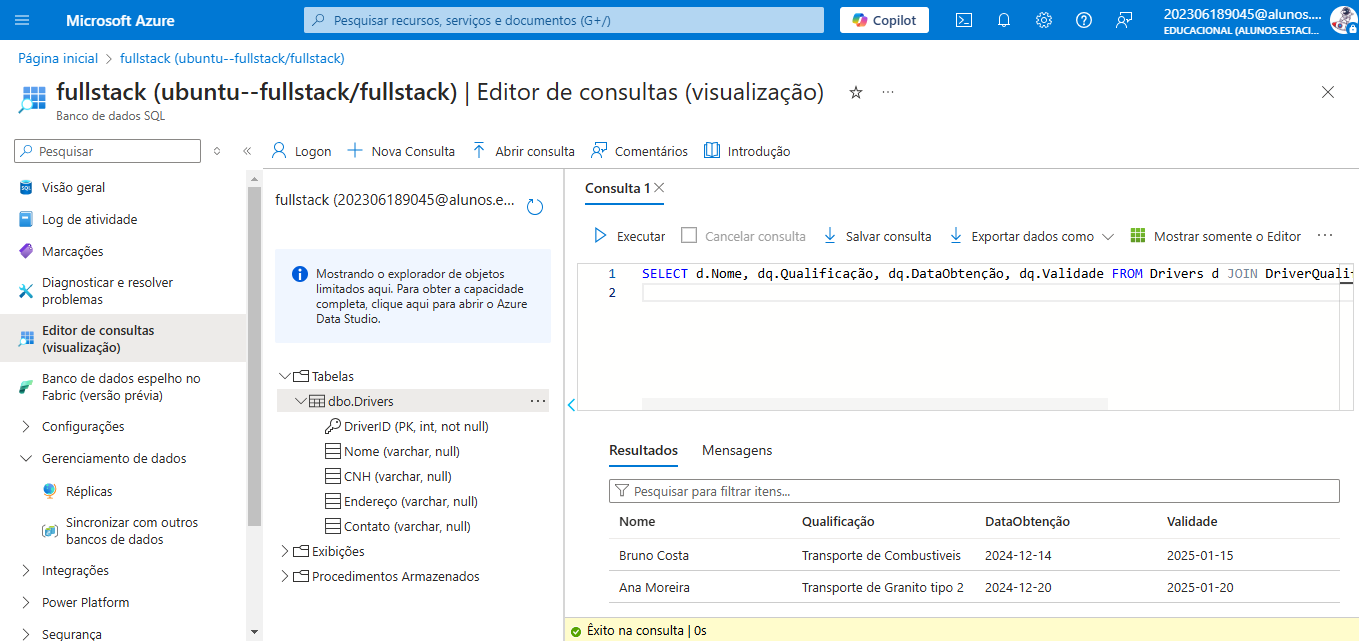 Microsoft Azure
Pesquisar recursos, serviços e documentos (G+/)
Copilot
202306189045@alunos....
EDUCACIONAL (ALUNOS.ESTACI...
Página inicial > fullstack (ubuntu--fullstack/fullstack)
fullstack (ubuntu--fullstack/fullstack) | Editor de consultas (visualização)
Banco de dados SQL
Pesquisar
Visão geral
Log de atividade
Marcações
Diagnosticar e resolver
problemas
Editor de consultas
(visualização)
Banco de dados espelho no
Fabric (versão prévia)
Configurações
Gerenciamento de dados
Réplicas
Sincronizar com outros
bancos de dados
Integrações
Power Platform
Segurança
Logon
Nova Consulta
Abrir consulta
Comentários
Introdução
fullstack (202306189045@alunos.e...
Mostrando o explorador de objetos
limitados aqui. Para obter a capacidade
completa, clique aqui para abrir o Azure
Data Studio.
Tabelas
dbo.Drivers
DriverID (PK, int, not null)
Nome (varchar, null)
CNH (varchar, null)
Endereço (varchar, null)
Contato (varchar, null)
Exibições
Procedimentos Armazenados
Consulta 1
Executar
Cancelar consulta
Salvar consulta
Exportar dados como
Mostrar somente o Editor
1 SELECT d.Nome, dq.Qualificação, dq.DataObtenção, dq.Validade FROM Drivers d JOIN DriverQuali
2
Resultados
Mensagens
Pesquisar para filtrar itens...
Nome Qualificação DataObtenção Validade
Bruno Costa Transporte de Combustiveis 2024-12-14 2025-01-15
Ana Moreira Transporte de Granito tipo 2 2024-12-20 2025-01-20
Êxito na consulta | 0s